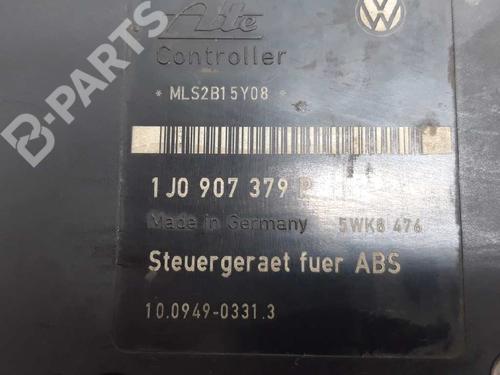 B-PARTS
Ate
Controller
* MLS2B15Y08 *
1J0 907 379 P
Made in Germany 5WK8 476
Steuergeraet fuer ABS
10.0949-0331.3
B-PARTS